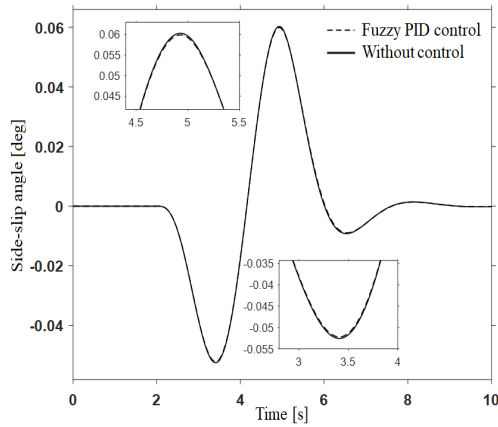 Fuzzy PID control
Without control
0.06
0.04
0.02
0
-0.02
-0.04
Side-slip angle [deg]
0 2 4 6 8 10
Time [s]
0.06
0.055
0.05
0.045
4.5 5 5.5
-0.035
-0.04
-0.045
-0.05
-0.055
3 3.5 4